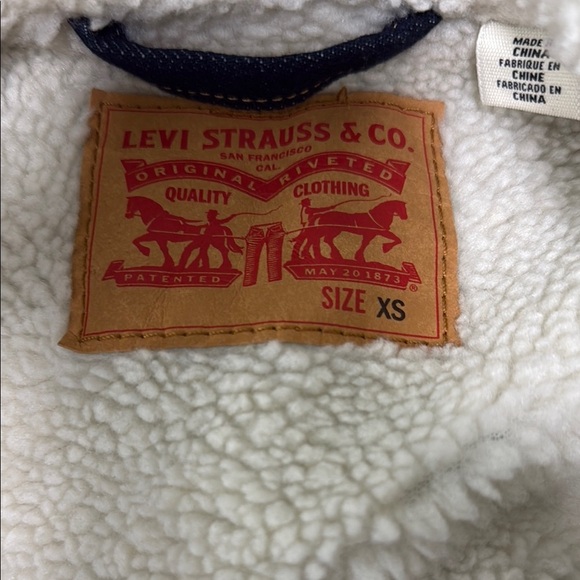 LEVI STRAUSS & CO.
SAN FRANCISCO
CAL.
ORIGINAL RIVETED
QUALITY CLOTHING
PATENTED MAY 20 1873 ®
SIZE XS
MADE
CHINA
FABRIQUE EN
CHINE
FABRICADO EN
CHINA